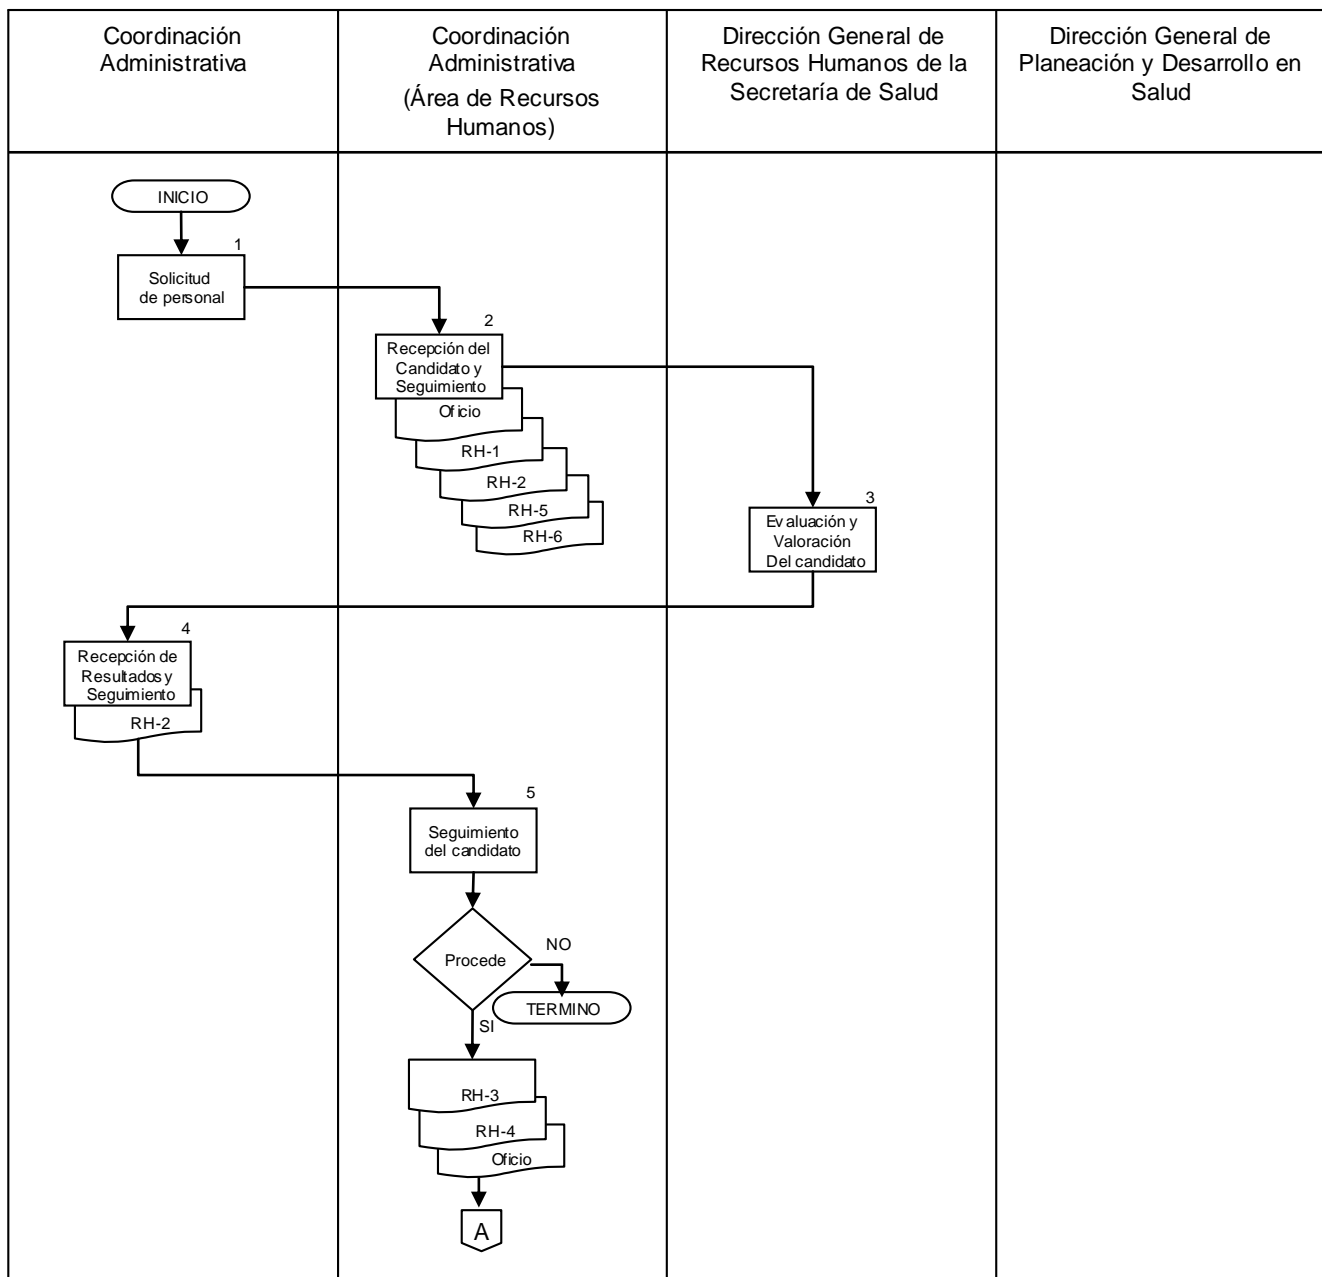 Coordinación
Administrativa
Coordinación
Administrativa
(Área de Recursos
Humanos)
Dirección General de
Recursos Humanos de la
Secretaría de Salud
Dirección General de
Planeación y Desarrollo en
Salud
INICIO
1
Solicitud
de personal
2
Recepción del
Candidato y
Seguimiento
Oficio
RH-1
RH-2
RH-5
RH-6
3
Evaluación y
Valoración
Del candidato
4
Recepción de
Resultados y
Seguimiento
RH-2
5
Seguimiento
del candidato
Procede
NO
TERMINO
SI
RH-3
RH-4
Oficio
A